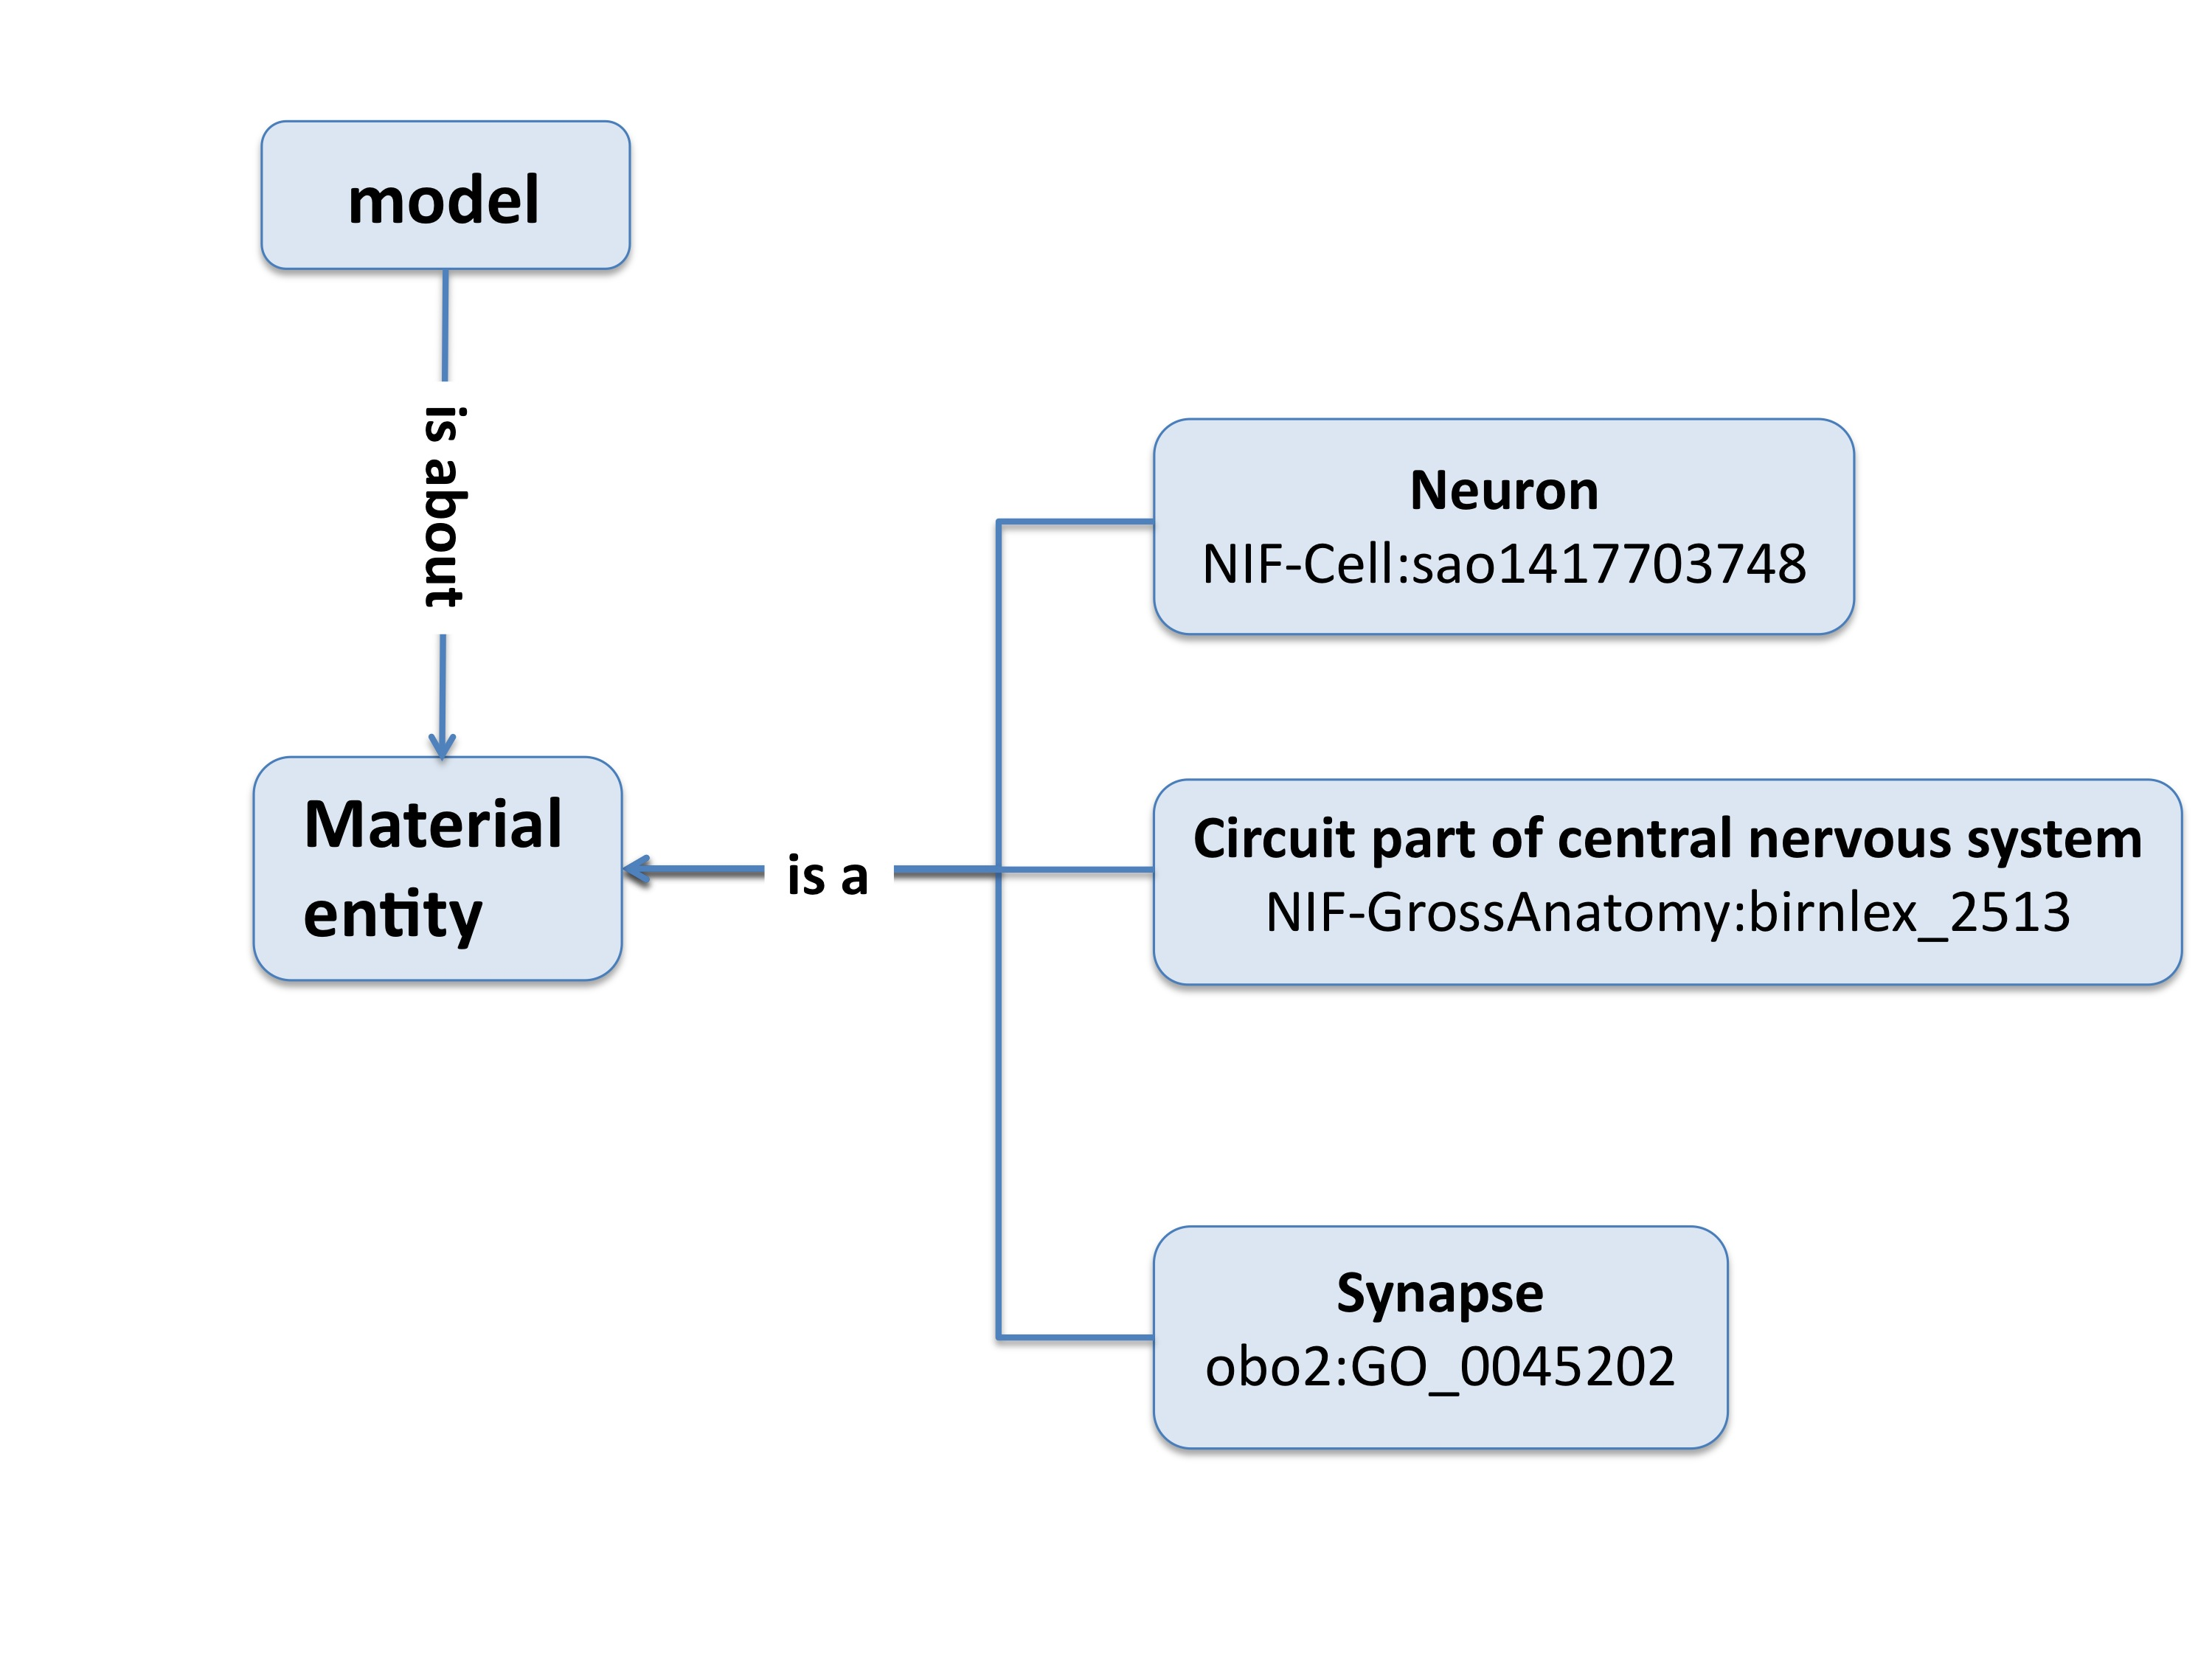 model
is about
Material
entity
is a
Neuron
NIF-Cell:sao1417703748
Circuit part of central nervous system
NIF-GrossAnatomy:birnlex_2513
Synapse
obo2:GO_0045202